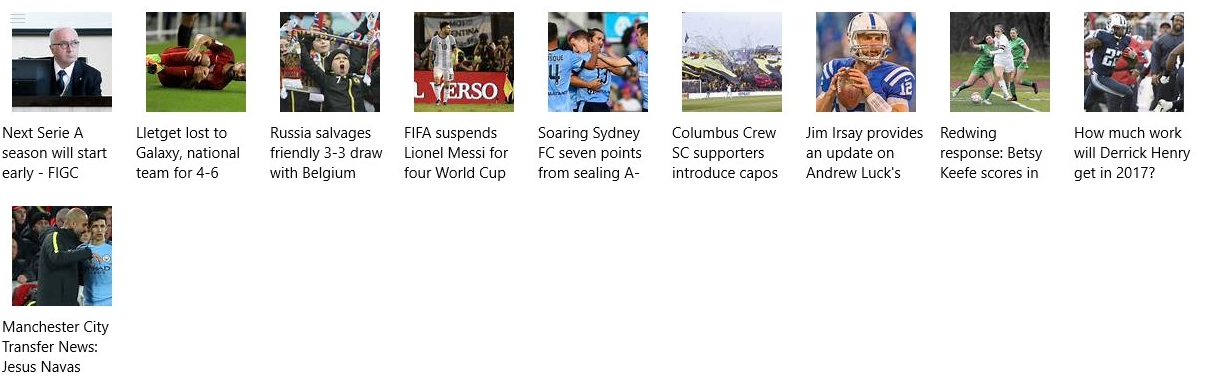 Next Serie A
season will start
early - FIGC
Lletget lost to
Galaxy, national
team for 4-6
Russia salvages
friendly 3-3 draw
with Belgium
FIFA suspends
Lionel Messi for
four World Cup
Soaring Sydney
FC seven points
from sealing A-
Columbus Crew
SC supporters
introduce capos
Jim Irsay provides
an update on
Andrew Luck's
Redwing
response: Betsy
Keefe scores in
How much work
will Derrick Henry
get in 2017?
L VERSO
12
Manchester City
Transfer News:
Jesus Navas